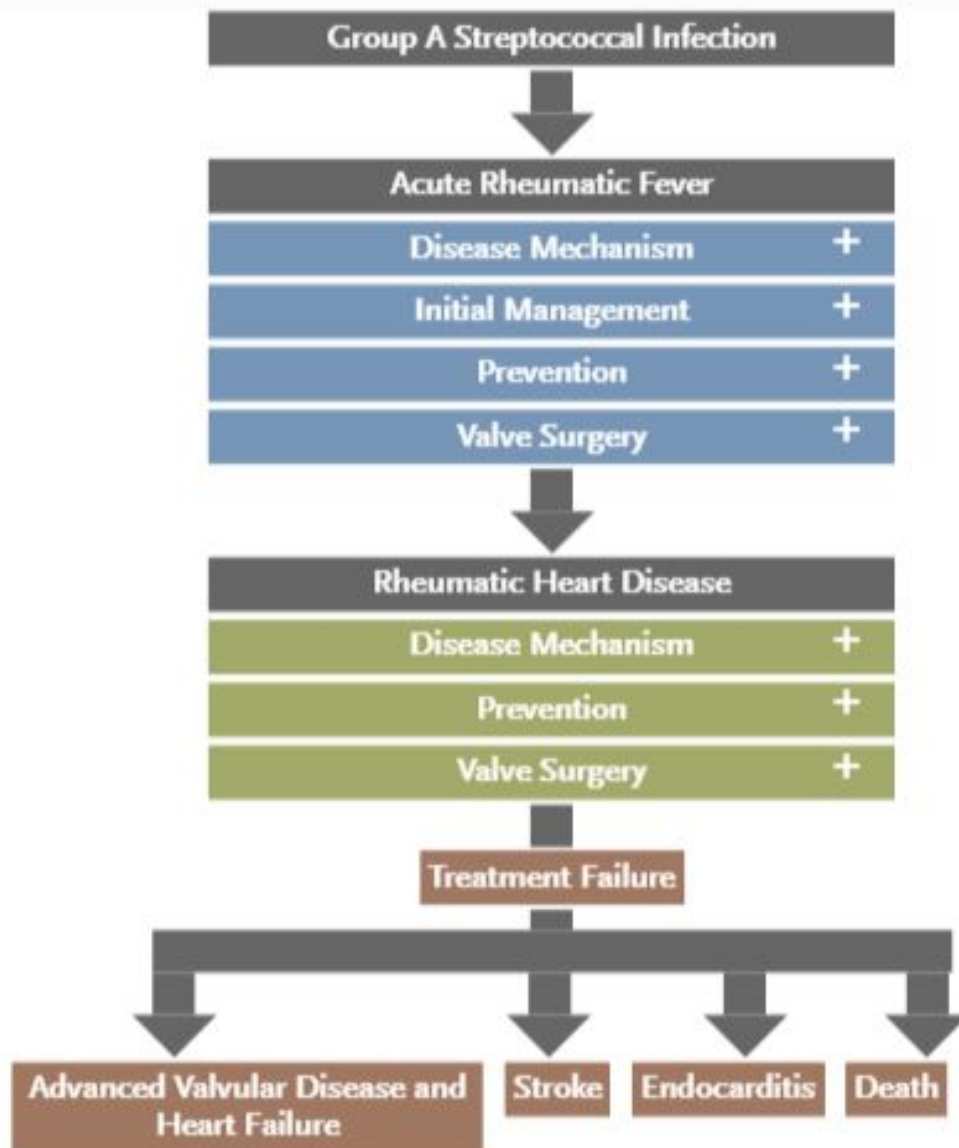 Group A Streptococcal Infection
Acute Rheumatic Fever
Disease Mechanism +
Initial Management +
Prevention +
Valve Surgery +
Rheumatic Heart Disease
Disease Mechanism +
Prevention +
Valve Surgery +
Treatment Failure
Advanced Valvular Disease and
Heart Failure
Stroke
Endocarditis
Death